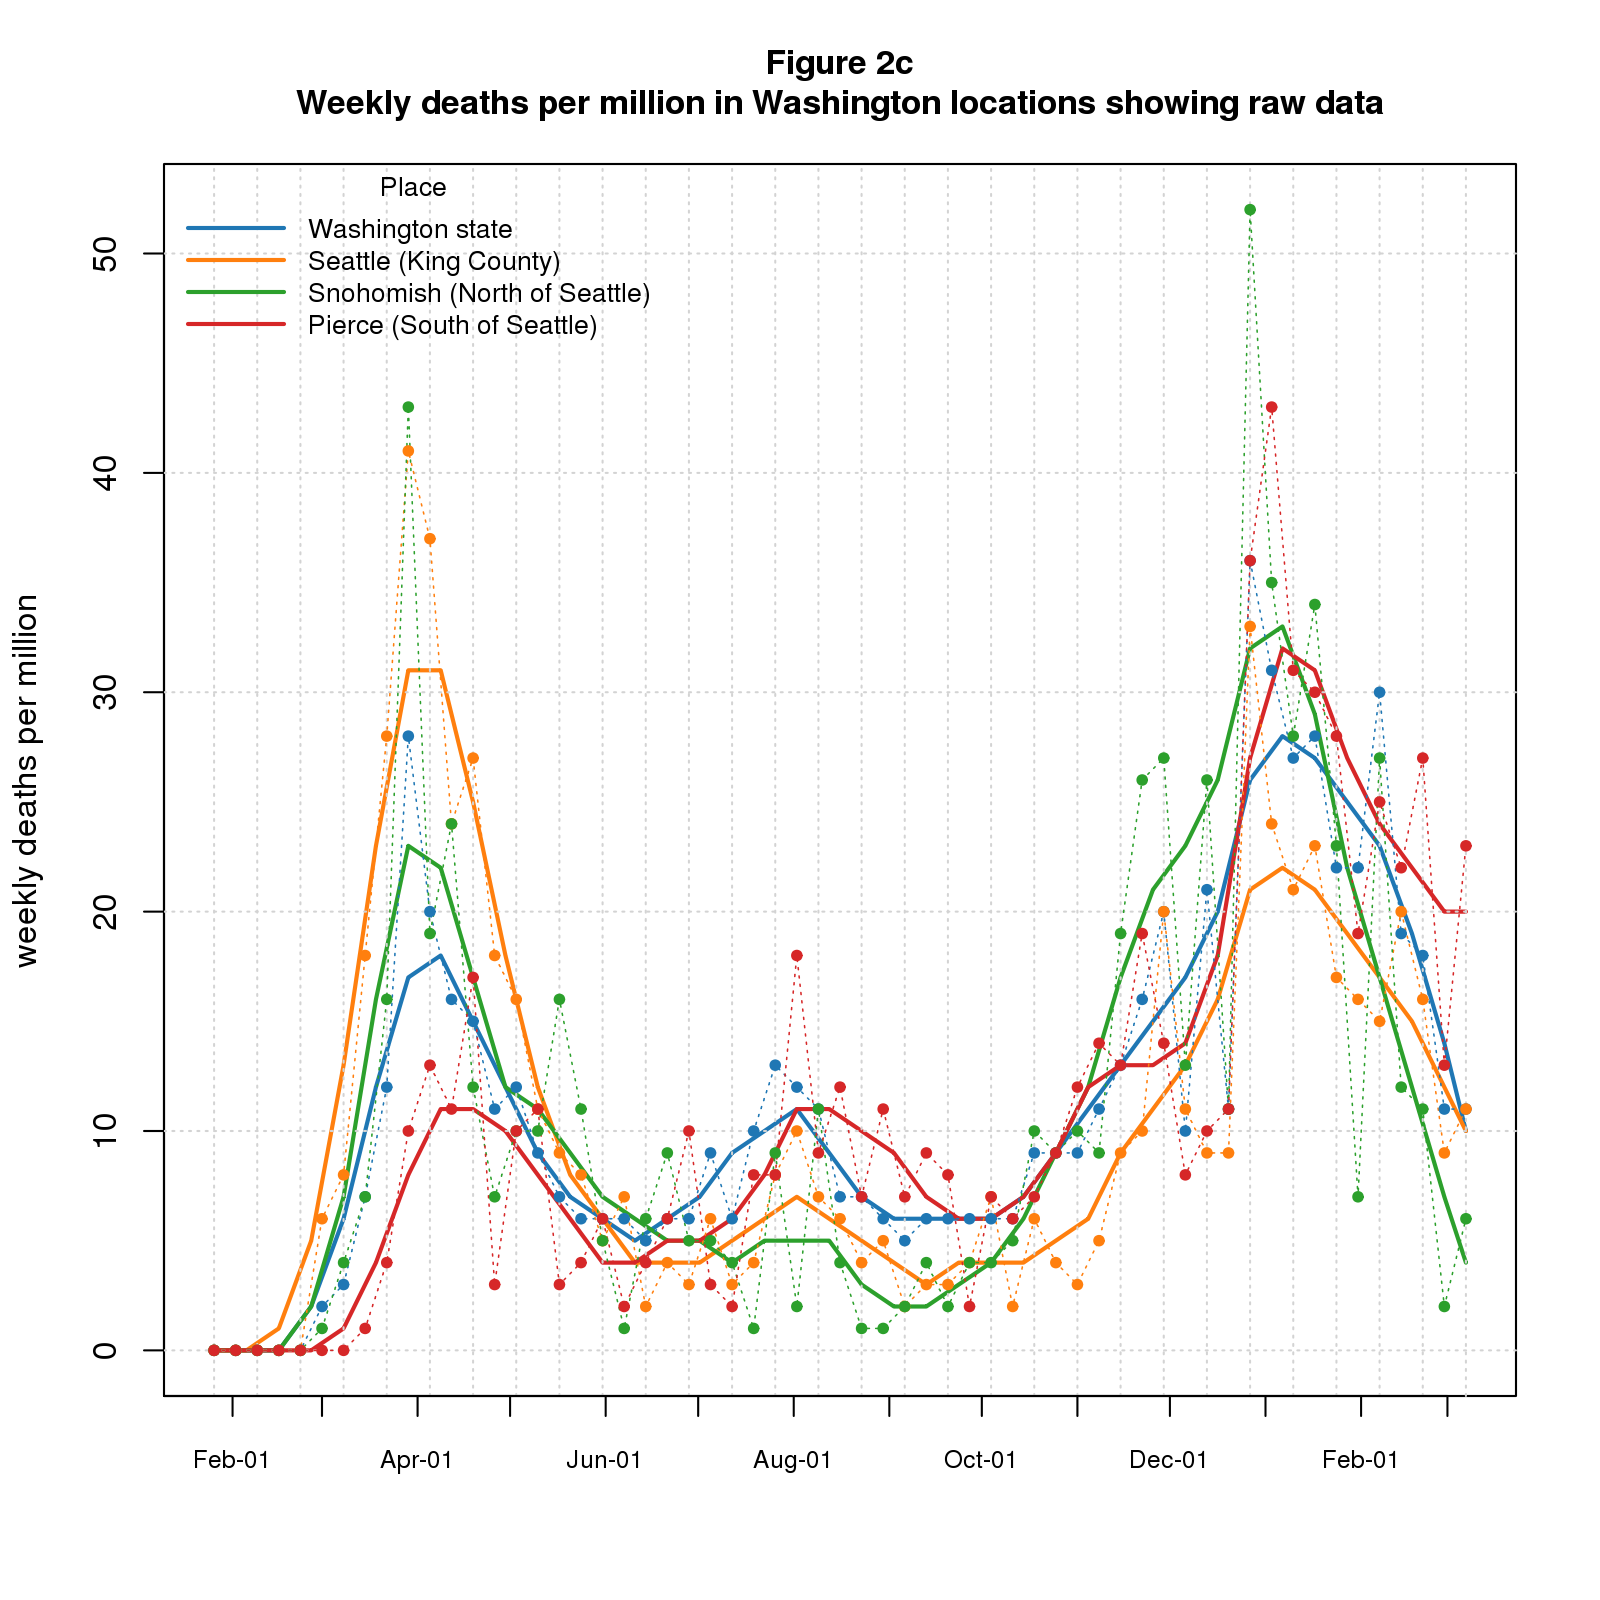 Figure 2c
Weekly deaths per million in Washington locations showing raw data
Place
Washington state
Seattle (King County)
Snohomish (North of Seattle)
Pierce (South of Seattle)
weekly deaths per million
50
40
30
20
10
0
Feb-01 Apr-01 Jun-01 Aug-01 Oct-01 Dec-01 Feb-01